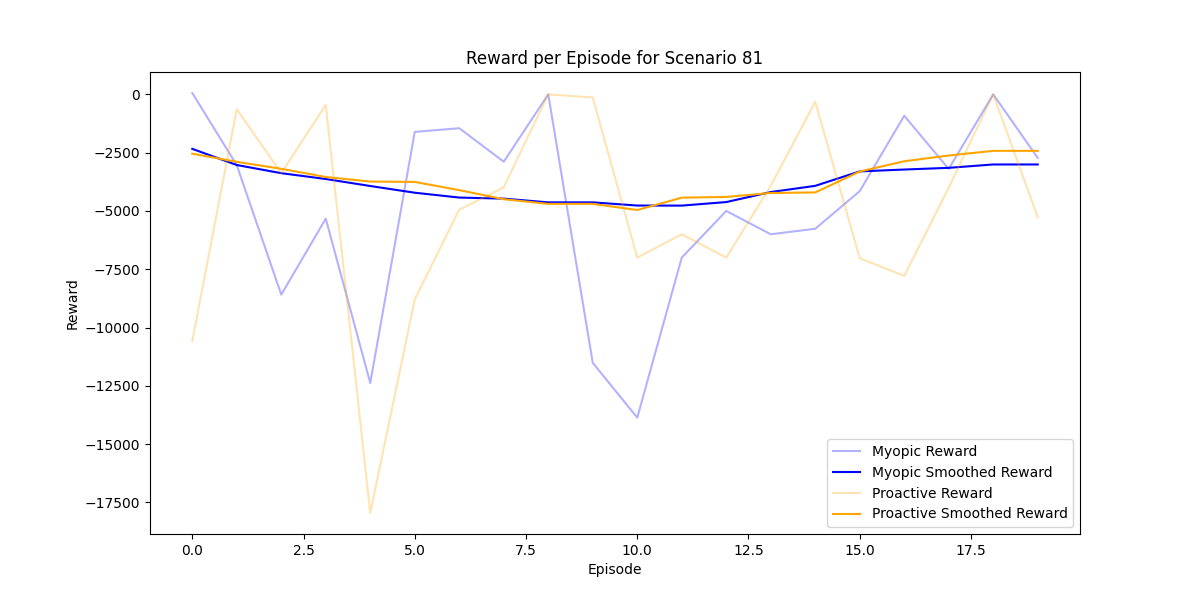 Reward per Episode for Scenario 81
Reward
0
−2500
−5000
−7500
−10000
−12500
−15000
−17500
0.0
2.5
5.0
7.5
10.0
12.5
15.0
17.5
Episode
Myopic Reward
Myopic Smoothed Reward
Proactive Reward
Proactive Smoothed Reward